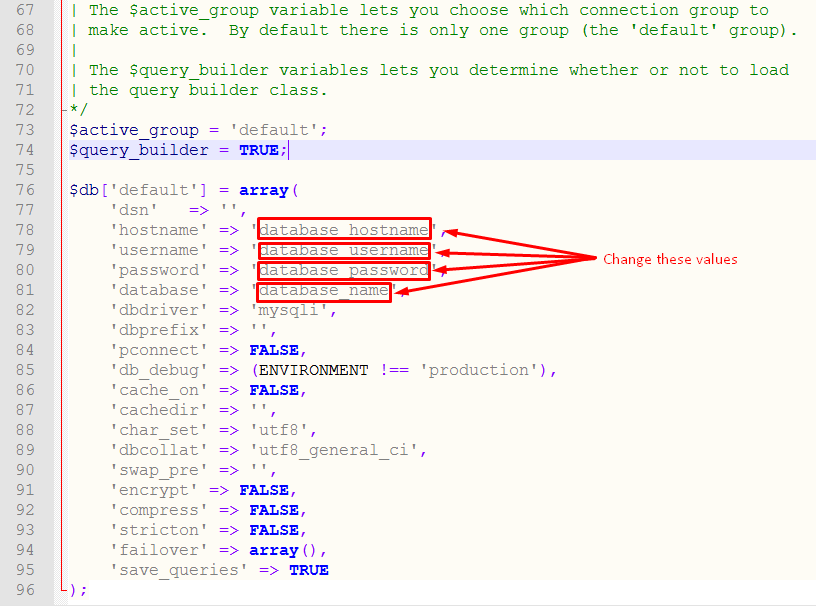 67 | The $active_group variable lets you choose which connection group to
68 | make active.  By default there is only one group (the 'default' group).
69 |
70 | The $query_builder variables lets you determine whether or not to load
71 | the query builder class.
72 */
73 $active_group = 'default';
74 $query_builder = TRUE;
75
76 $db['default'] = array(
77     'dsn'   => '',
78     'hostname' => 'database_hostname',
79     'username' => 'database_username',
80     'password' => 'database_password',
81     'database' => 'database_name',
Change these values
82     'dbdriver' => 'mysqli',
83     'dbprefix' => '',
84     'pconnect' => FALSE,
85     'db_debug' => (ENVIRONMENT !== 'production'),
86     'cache_on' => FALSE,
87     'cachedir' => '',
88     'char_set' => 'utf8',
89     'dbcollat' => 'utf8_general_ci',
90     'swap_pre' => '',
91     'encrypt' => FALSE,
92     'compress' => FALSE,
93     'stricton' => FALSE,
94     'failover' => array(),
95     'save_queries' => TRUE
96 );